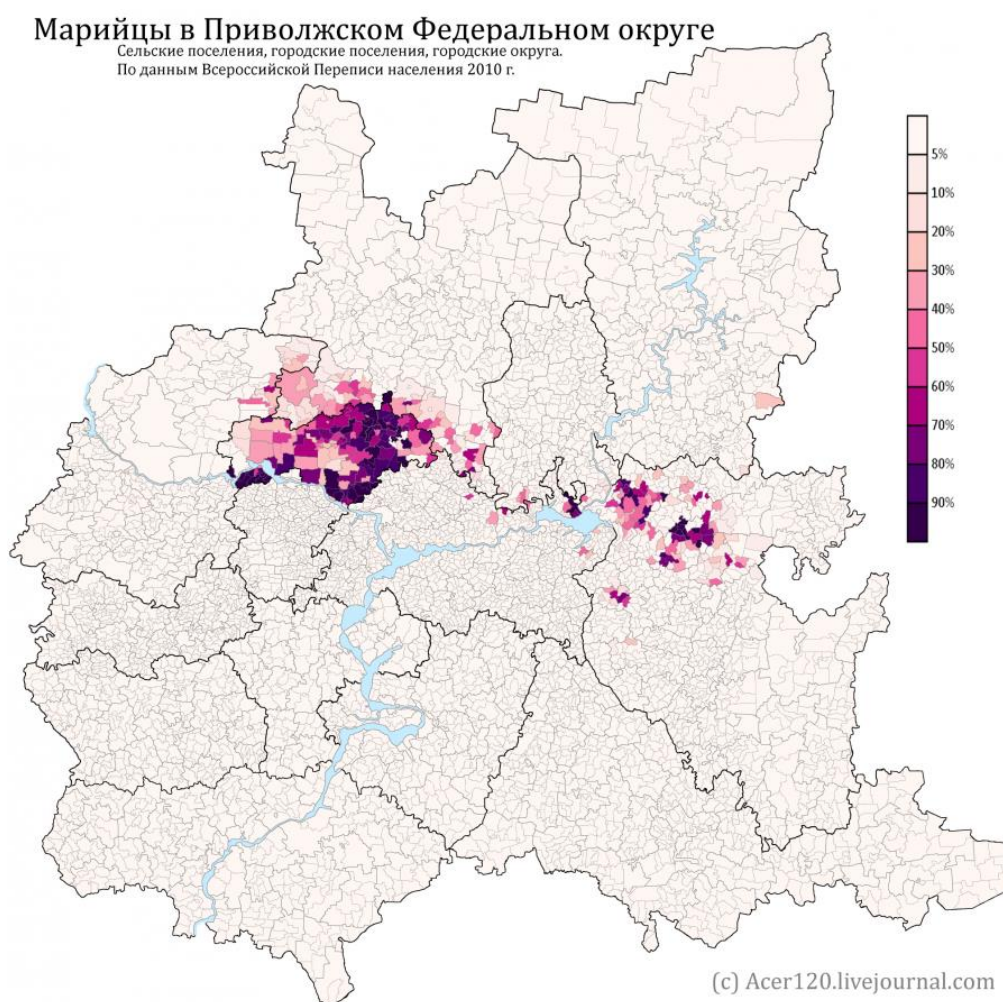 Марийцы в Приволжском Федеральном округе
Сельские поселения, городские поселения, городские округа.
По данным Всероссийской Переписи населения 2010 г.
5%
10%
20%
30%
40%
50%
60%
70%
80%
90%
(c) Acer120.livejournal.com